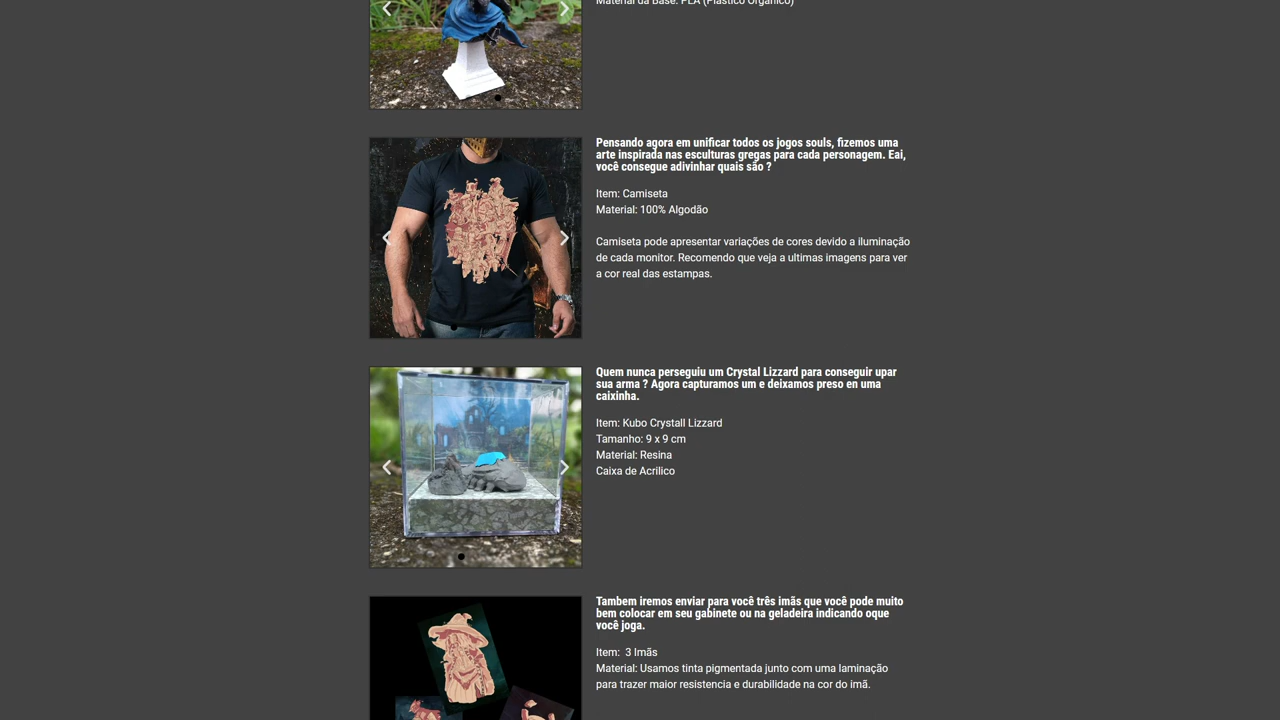 Material da Base: PLA (Plástico Orgânico)
Pensando agora em unificar todos os jogos souls, fizemos uma
arte inspirada nas esculturas gregas para cada personagem. Eai,
você consegue adivinhar quais são ?
Item: Camiseta
Material: 100% Algodão
Camiseta pode apresentar variações de cores devido a iluminação
de cada monitor. Recomendo que veja a ultimas imagens para ver
a cor real das estampas.
Quem nunca perseguiu um Crystal Lizzard para conseguir upar
sua arma ? Agora capturamos um e deixamos preso en uma
caixinha.
Item: Kubo Crystall Lizzard
Tamanho: 9 x 9 cm
Material: Resina
Caixa de Acrilico
Tambem iremos enviar para você três imãs que você pode muito
bem colocar em seu gabinete ou na geladeira indicando oque
você joga.
Item:  3 Imãs
Material: Usamos tinta pigmentada junto com uma laminação
para trazer maior resistencia e durabilidade na cor do imã.